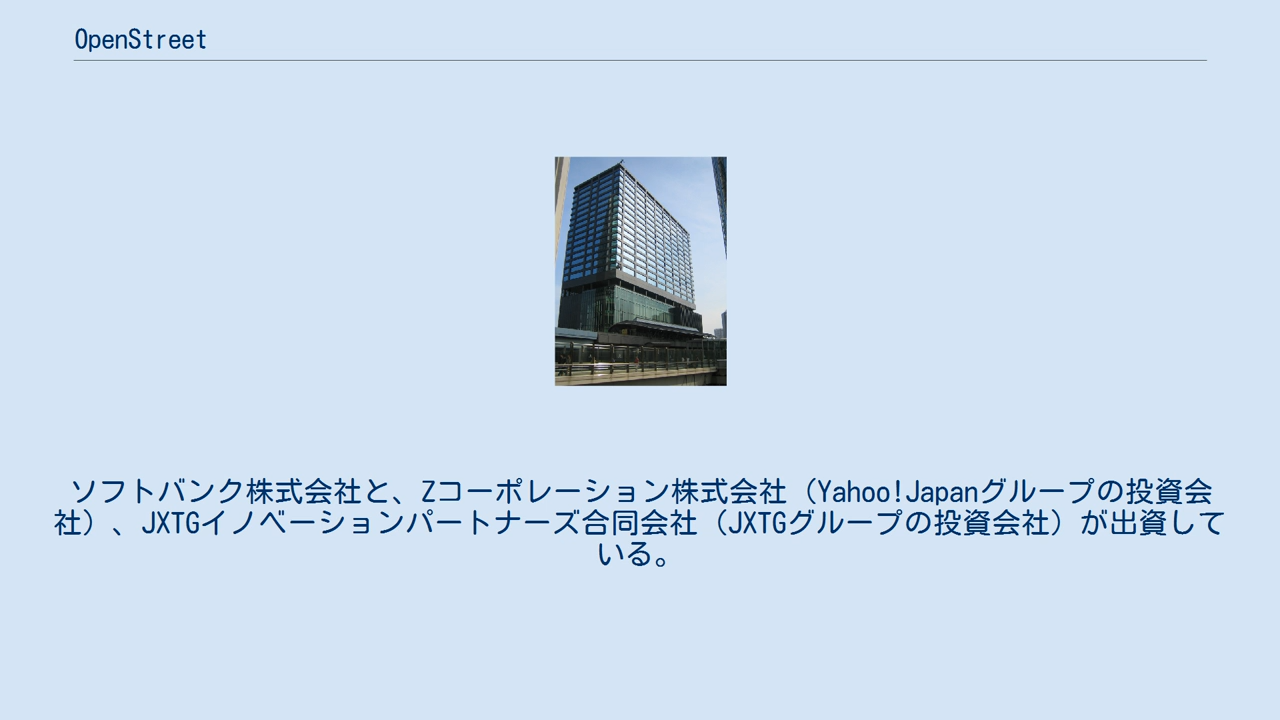 OpenStreet
ソフトバンク株式会社と、Zコーポレーション株式会社（Yahoo!Japanグループの投資会
社）、JXTGイノベーションパートナーズ合同会社（JXTGグループの投資会社）が出資して
いる。